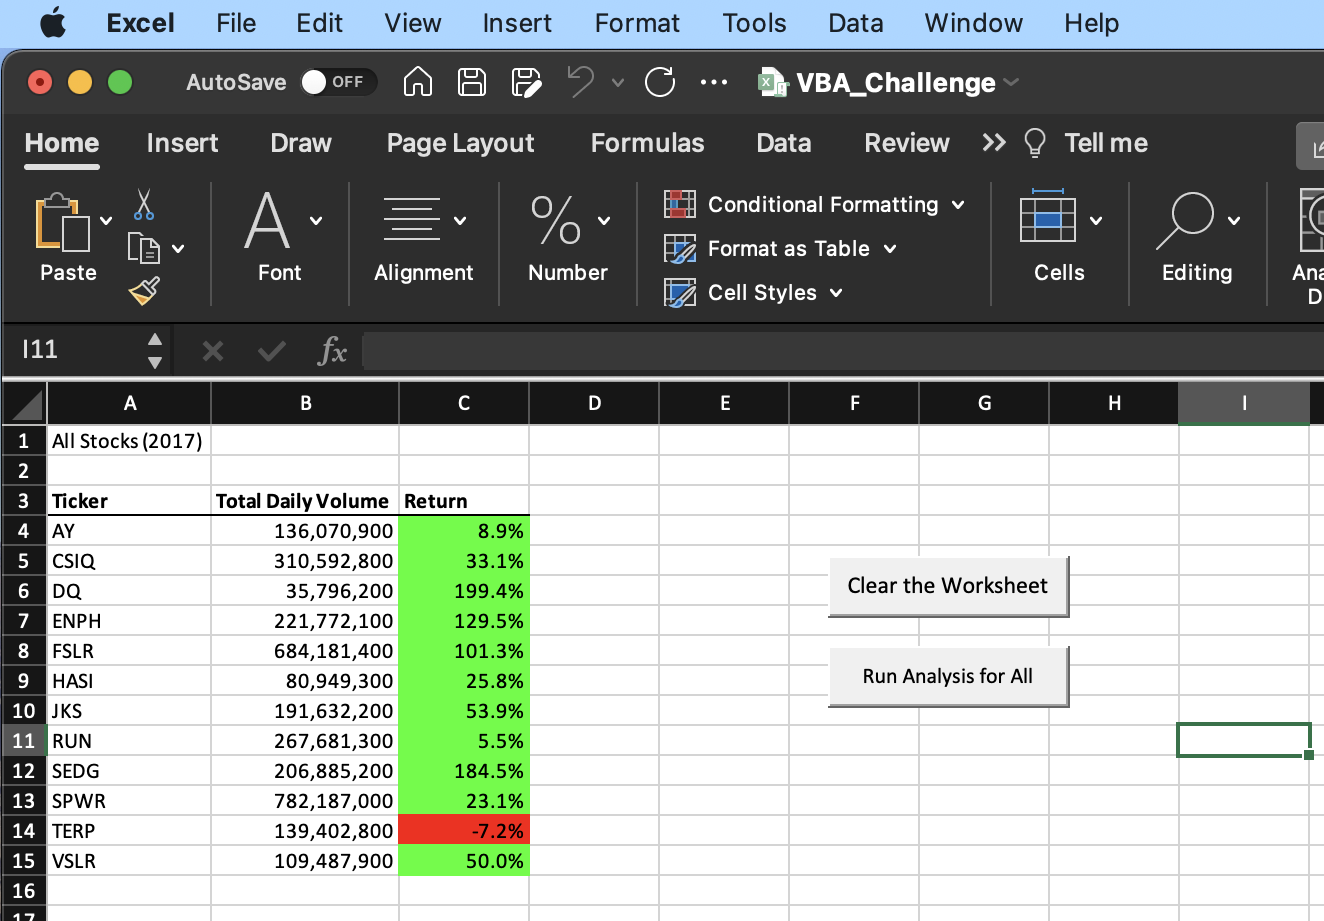 Excel File Edit View Insert Format Tools Data Window Help
AutoSave OFF VBA_Challenge
Home Insert Draw Page Layout Formulas Data Review Tell me
Paste Font Alignment Number
Conditional Formatting
Format as Table
Cell Styles
Cells Editing Ana
D
I11 fx
A B C D E F G H I
1 All Stocks (2017)
2
3 Ticker Total Daily Volume Return
4 AY 136,070,900 8.9%
5 CSIQ 310,592,800 33.1%
6 DQ 35,796,200 199.4%
7 ENPH 221,772,100 129.5%
8 FSLR 684,181,400 101.3%
9 HASI 80,949,300 25.8%
10 JKS 191,632,200 53.9%
11 RUN 267,681,300 5.5%
12 SEDG 206,885,200 184.5%
13 SPWR 782,187,000 23.1%
14 TERP 139,402,800 -7.2%
15 VSLR 109,487,900 50.0%
16
17
Clear the Worksheet
Run Analysis for All